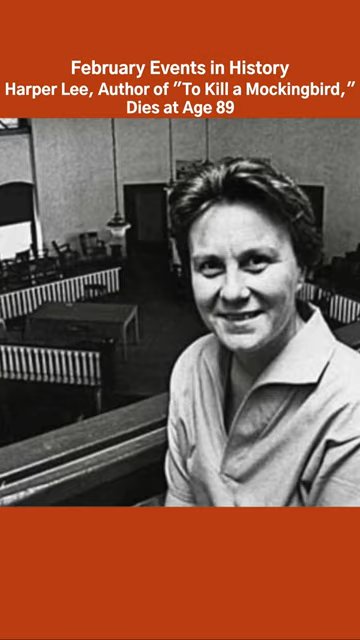 February Events in History
Harper Lee, Author of "To Kill a Mockingbird,"
Dies at Age 89